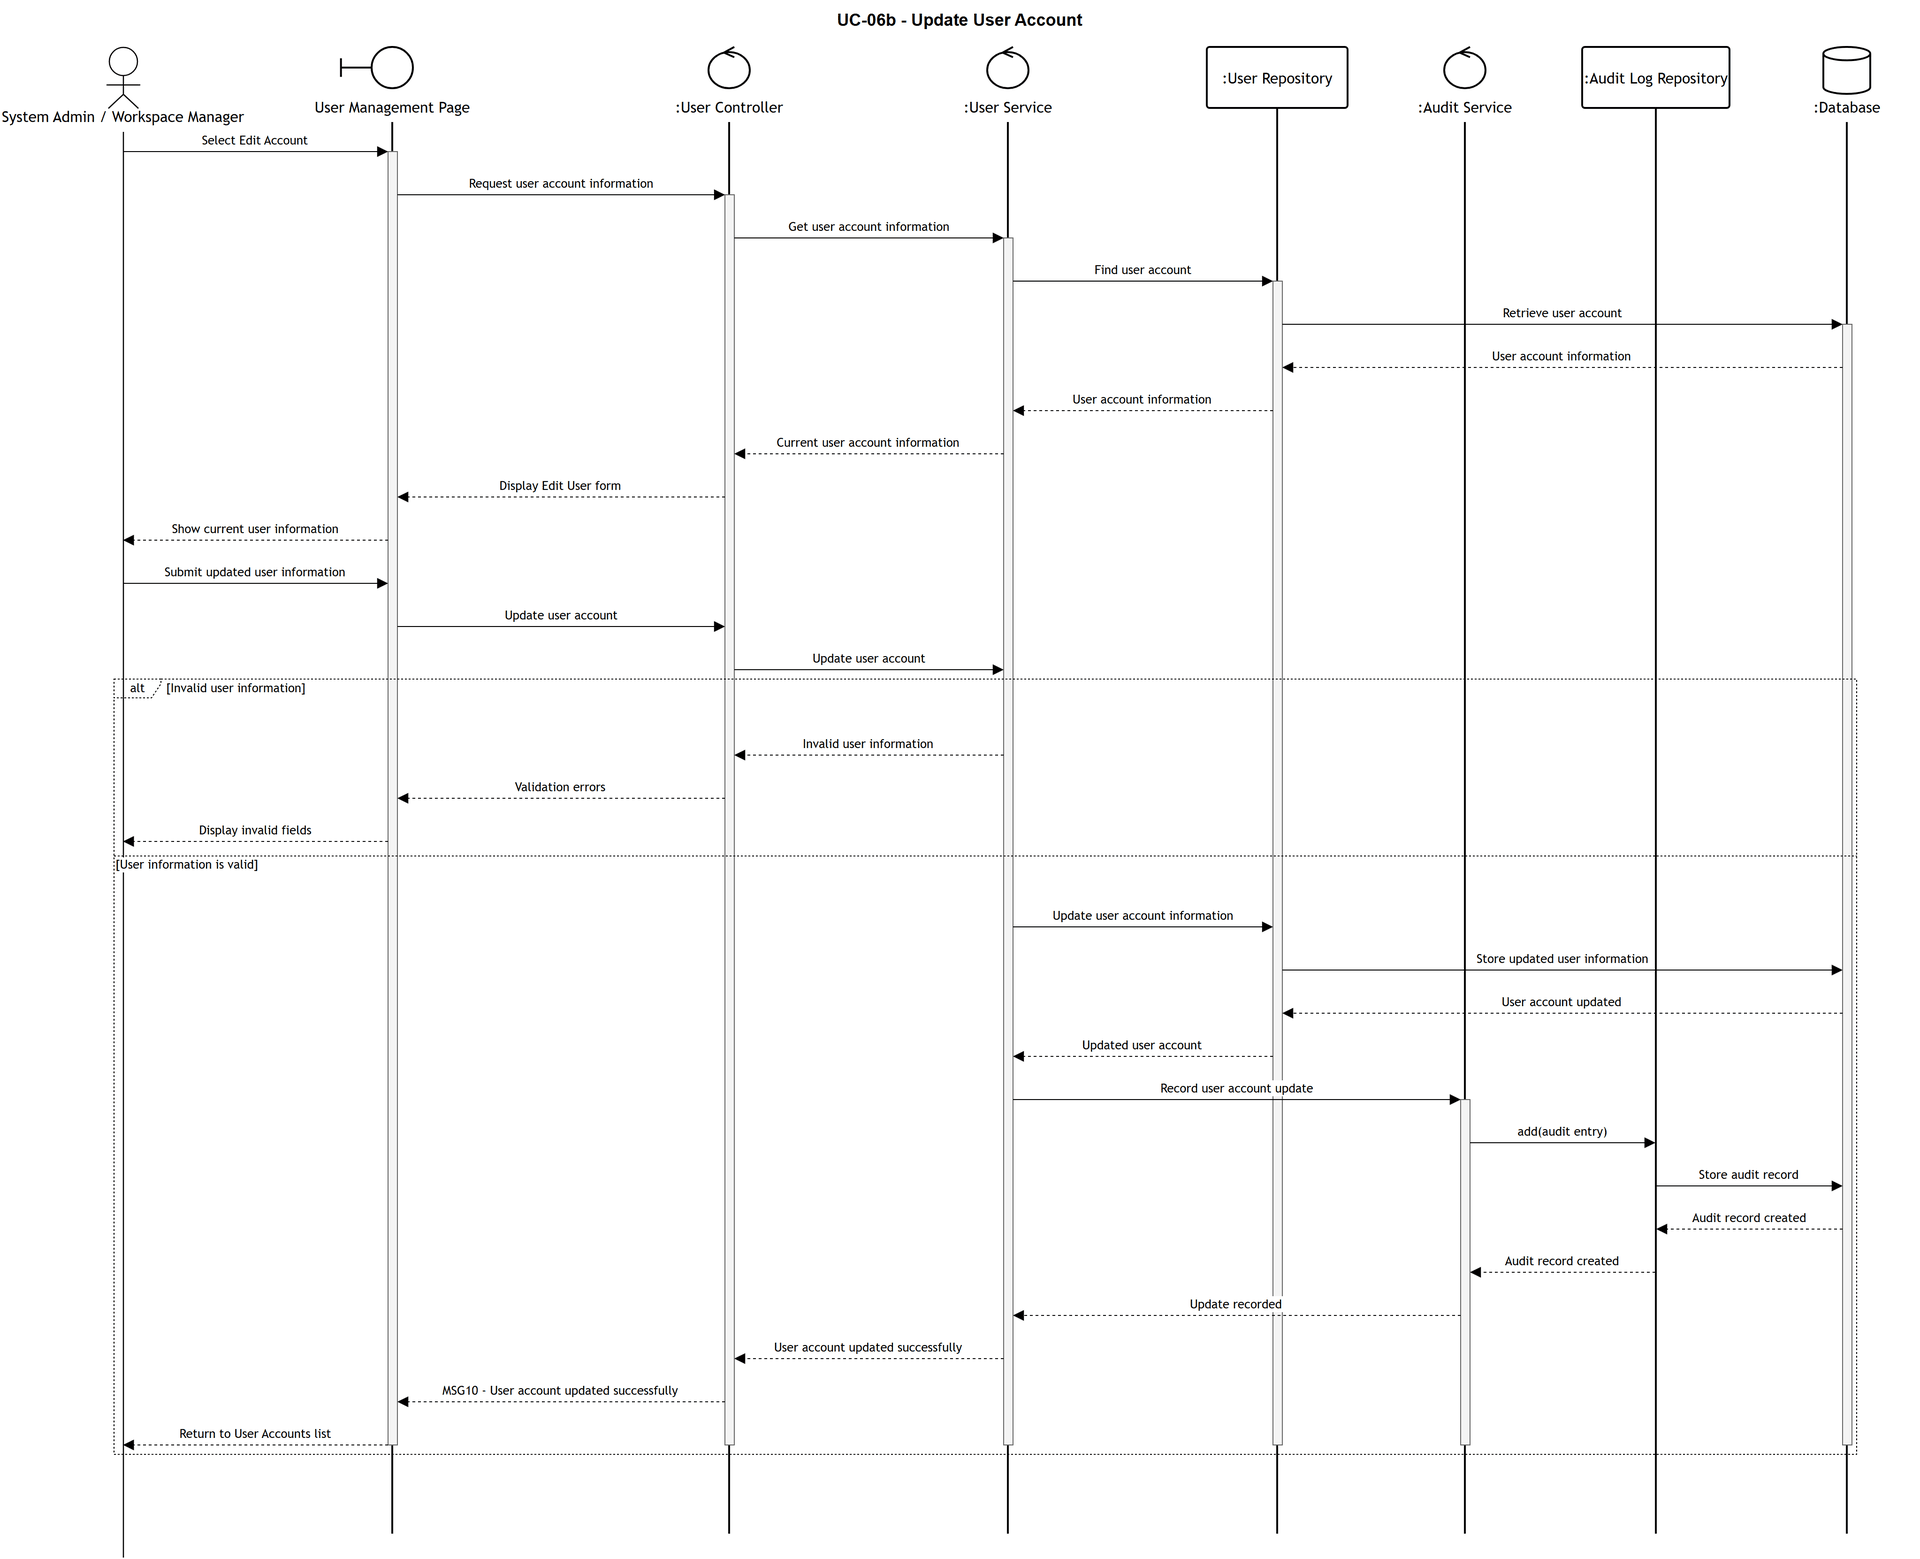 UC-06b - Update User Account
System Admin / Workspace Manager
User Management Page
:User Controller
:User Service
:User Repository
:Audit Service
:Audit Log Repository
:Database
Select Edit Account
Request user account information
Get user account information
Find user account
Retrieve user account
User account information
User account information
Current user account information
Display Edit User form
Show current user information
Submit updated user information
Update user account
Update user account
alt
[Invalid user information]
Invalid user information
Validation errors
Display invalid fields
[User information is valid]
Update user account information
Store updated user information
User account updated
Updated user account
Record user account update
add(audit entry)
Store audit record
Audit record created
Audit record created
Update recorded
User account updated successfully
MSG10 - User account updated successfully
Return to User Accounts list